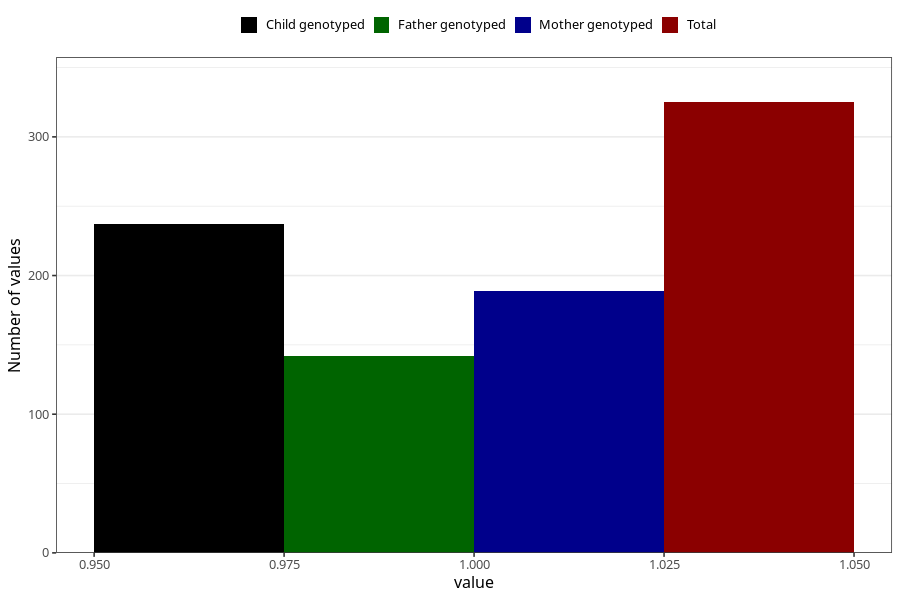 Child genotyped Father genotyped Mother genotyped Total
Number of values
300
200
100
0
0.950 0.975 1.000 1.025 1.050
value